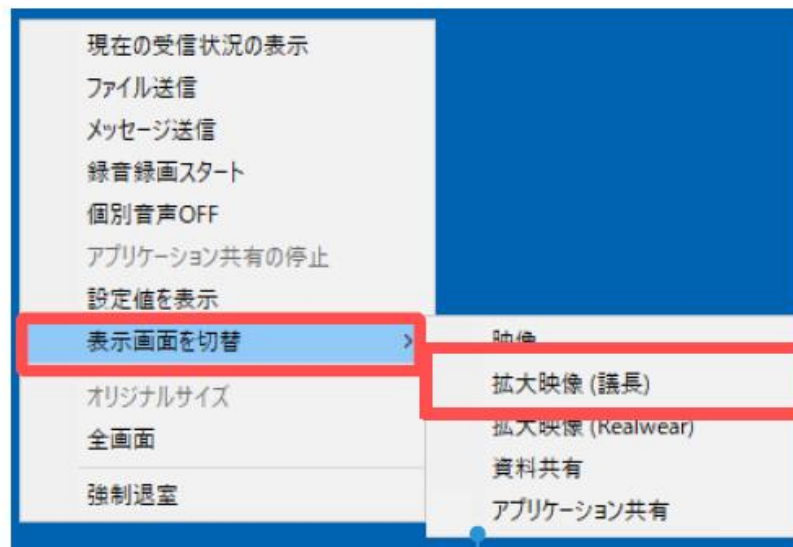 現在の受信状況の表示
ファイル送信
メッセージ送信
録音録画スタート
個別音声OFF
アプリケーション共有の停止
設定値を表示
表示画面を切替
オリジナルサイズ
全画面
強制退室
映像
拡大映像 (議長)
拡大映像 (Realwear)
資料共有
アプリケーション共有